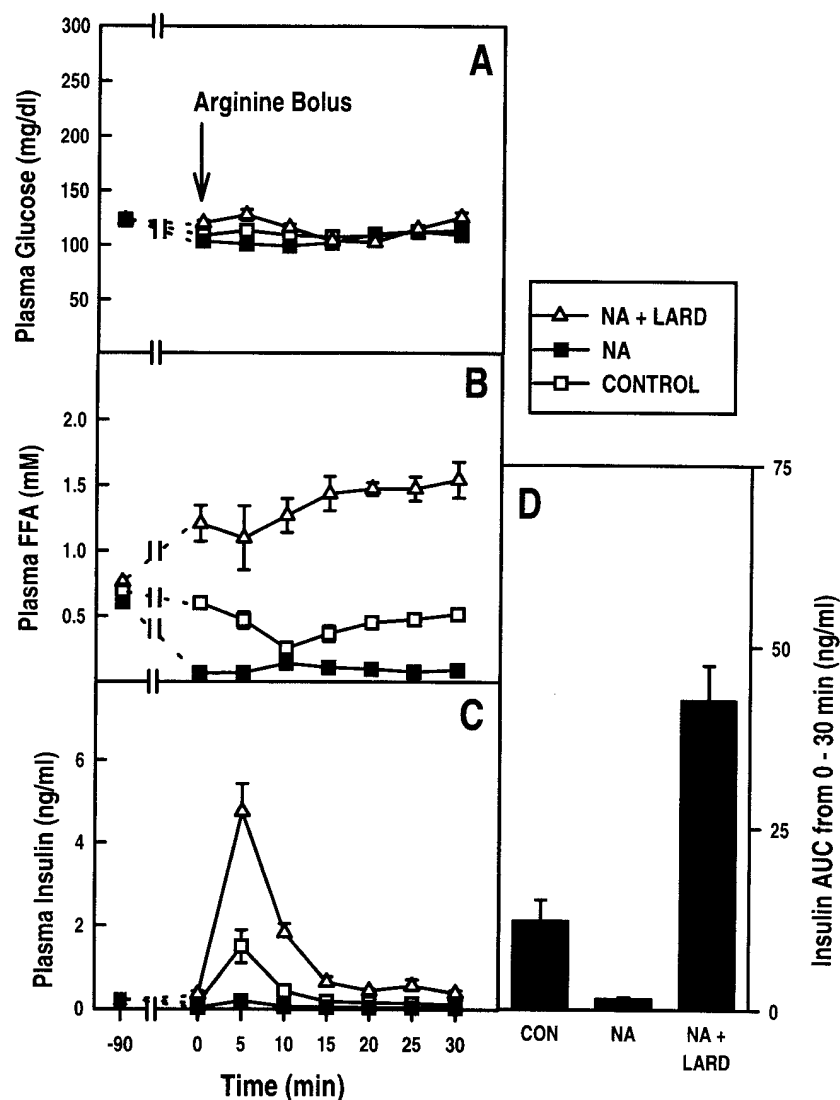 A
Arginine Bolus
Plasma Glucose (mg/dl)
300
250
200
150
100
50
NA + LARD
NA
CONTROL
B
Plasma FFA (mM)
2.0
1.5
1.0
0.5
C
Plasma Insulin (ng/ml)
6
4
2
0
-90 0 5 10 15 20 25 30
Time (min)
D
75
50
25
0
Insulin AUC from 0 - 30 min (ng/ml)
CON NA NA +
LARD